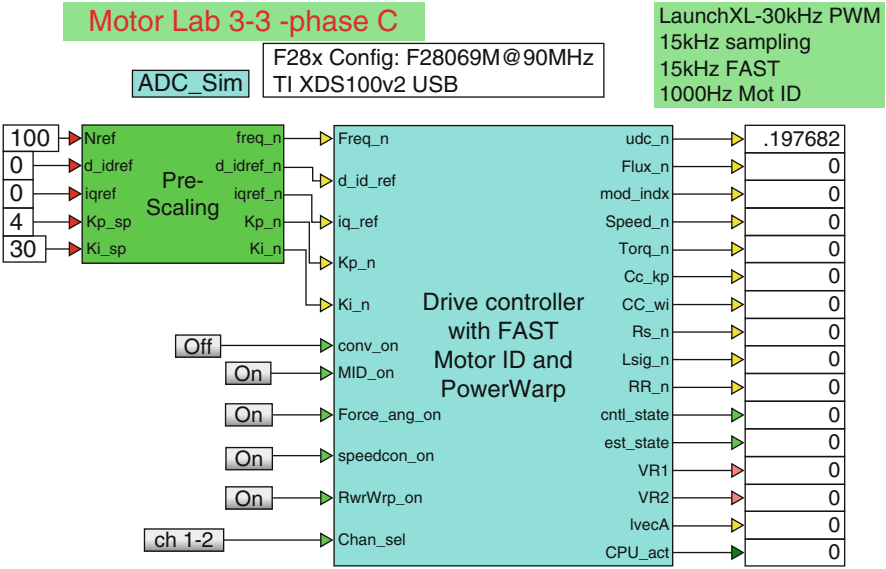 Motor Lab 3-3 -phase C
LaunchXL-30kHz PWM
15kHz sampling
15kHz FAST
1000Hz Mot ID
ADC_Sim
F28x Config: F28069M@90MHz
TI XDS100v2 USB
100
0
0
4
30
Nref
d_idref
iqref
Kp_sp
Ki_sp
Pre-
Scaling
freq_n
d_idref_n
iqref_n
Kp_n
Ki_n
Off
On
On
On
On
ch 1-2
Freq_n
d_id_ref
iq_ref
Kp_n
Ki_n
conv_on
MID_on
Force_ang_on
speedcon_on
RwrWrp_on
Chan_sel
Drive controller
with FAST
Motor ID and
PowerWarp
udc_n .197682
Flux_n 0
mod_indx 0
Speed_n 0
Torq_n 0
Cc_kp 0
CC_wi 0
Rs_n 0
Lsig_n 0
RR_n 0
cntl_state 0
est_state 0
VR1 0
VR2 0
IvecA 0
CPU_act 0